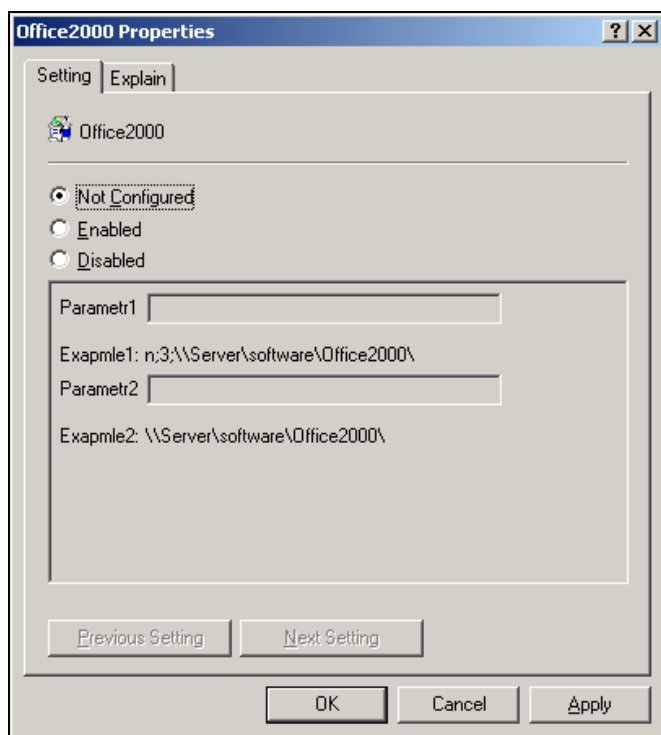 Office2000 Properties
Setting Explain
Office2000
Not Configured
Enabled
Disabled
Parametr1
Exapmle1: n;3;\\Server\software\Office2000\
Parametr2
Exapmle2: \\Server\software\Office2000\
Previous Setting Next Setting
OK Cancel Apply